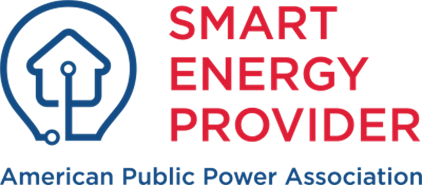 SMART
ENERGY
PROVIDER
American Public Power Association